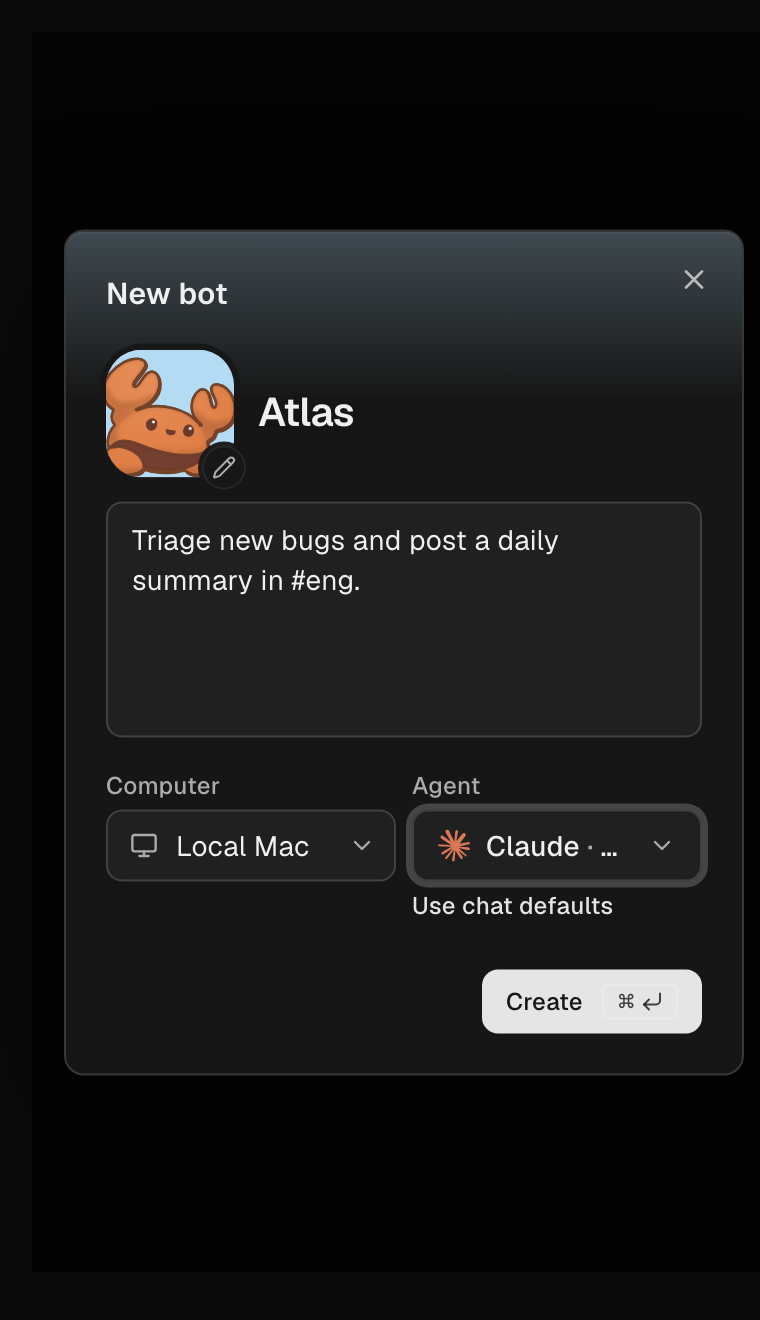 New bot
Atlas
Triage new bugs and post a daily
summary in #eng.
Computer
Agent
Local Mac
Claude · …
Use chat defaults
Create ⌘ ↵